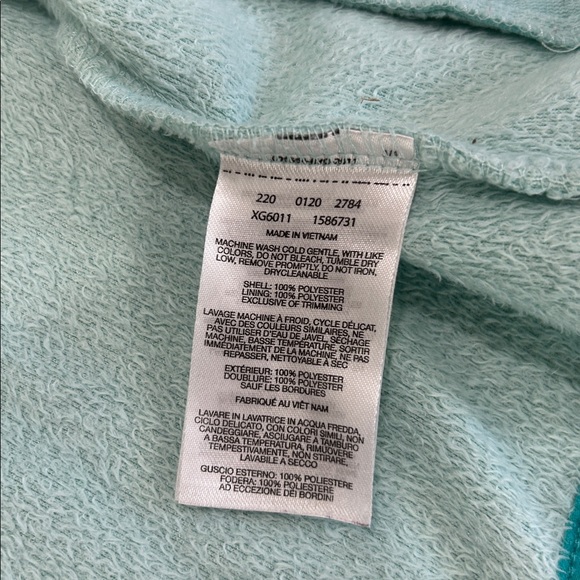 220 0120 2784
XG6011 1586731
MADE IN VIETNAM
MACHINE WASH COLD GENTLE, WITH LIKE
COLORS, DO NOT BLEACH, TUMBLE DRY
LOW, REMOVE PROMPTLY, DO NOT IRON,
DRYCLEANABLE
SHELL: 100% POLYESTER
LINING: 100% POLYESTER
EXCLUSIVE OF TRIMMING
LAVAGE MACHINE À FROID, CYCLE DÉLICAT,
AVEC DES COULEURS SIMILAIRES, NE
PAS UTILISER D'EAU DE JAVEL, SÉCHAGE
MACHINE, BASSE TEMPÉRATURE, SORTIR
IMMÉDIATEMENT DE LA MACHINE, NE PAS
REPASSER, NETTOYABLE À SEC
EXTÉRIEUR: 100% POLYESTER
DOUBLURE: 100% POLYESTER
SAUF LES BORDURES
FABRIQUÉ AU VIÊT NAM
LAVARE IN LAVATRICE IN ACQUA FREDDA,
CICLO DELICATO, CON COLORI SIMILI, NON
CANDEGGIARE, ASCIUGARE A TAMBURO
A BASSA TEMPERATURA, RIMUOVERE
TEMPESTIVAMENTE, NON STIRARE,
LAVABILE A SECCO
GUSCIO ESTERNO: 100% POLIESTERE
FODERA: 100% POLIESTERE
AD ECCEZIONE DEI BORDINI